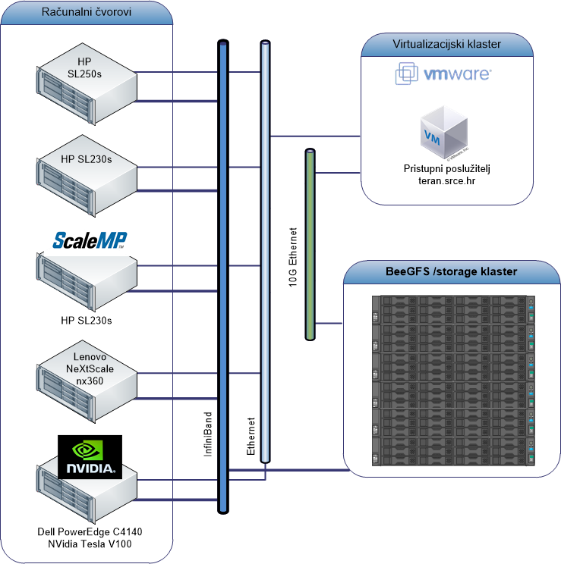 Računalni čvorovi
HP
SL250s
HP SL230s
ScaleMP
HP SL230s
Lenovo
NeXtScale
nx360
NVIDIA
Dell PowerEdge C4140
NVidia Tesla V100
InfiniBand
Ethernet
10G Ethernet
Virtualizacijski klaster
vmware
VM
Pristupni poslužitelj
teran.srce.hr
BeeGFS /storage klaster